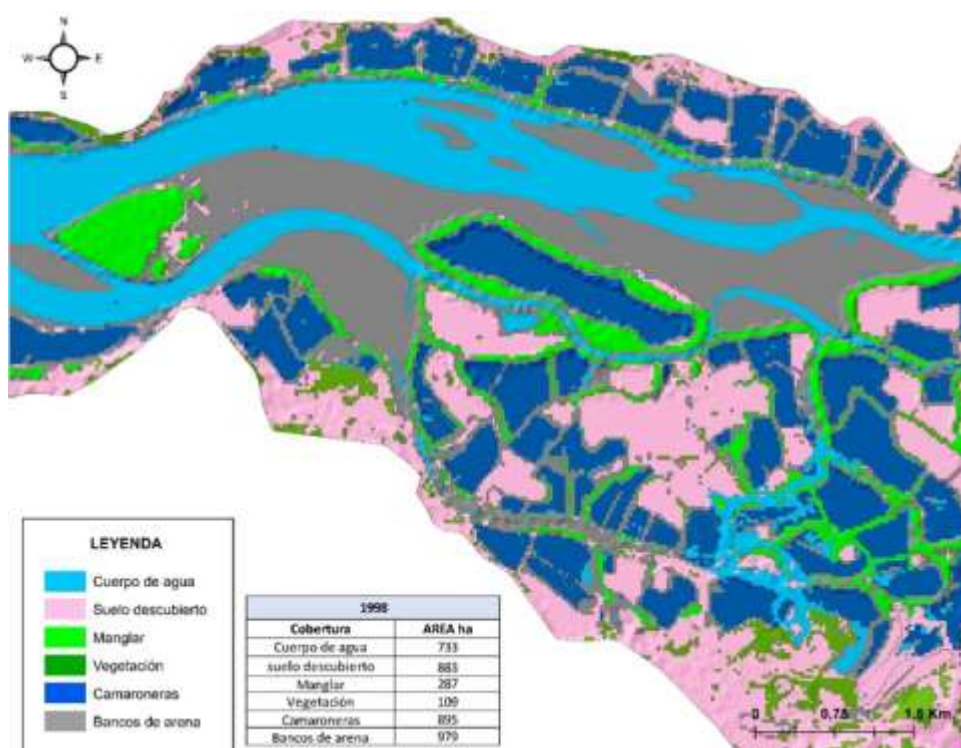 N
W E
S
LEYENDA
Cuerpo de agua
Suelo descubierto
Manglar
Vegetación
Camaroneras
Bancos de arena
1998
Cobertura AREA ha
Cuerpo de agua 733
suelo descubierto 883
Manglar 287
Vegetación 109
Camaroneras 895
Bancos de arena 979
0 0,75 1,5 Km